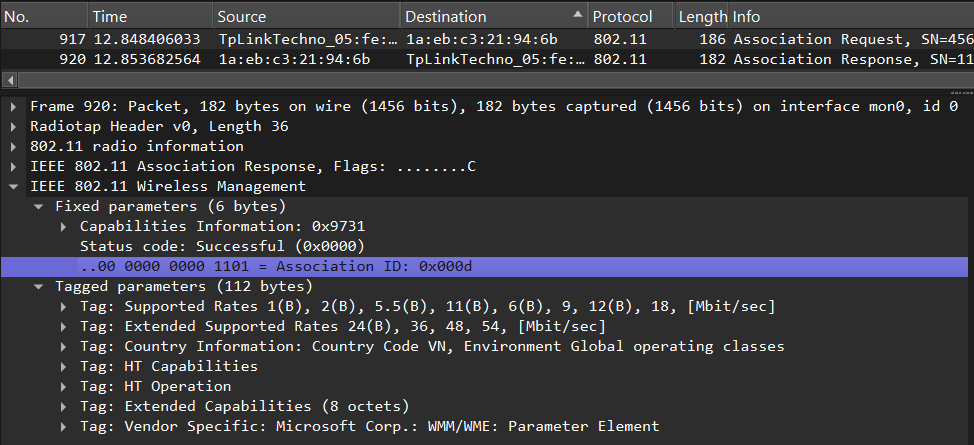 No. Time Source Destination Protocol Length Info
917 12.848406033 TpLinkTechno_05:fe:… 1a:eb:c3:21:94:6b 802.11 186 Association Request, SN=456
920 12.853682564 1a:eb:c3:21:94:6b TpLinkTechno_05:fe:… 802.11 182 Association Response, SN=11
Frame 920: Packet, 182 bytes on wire (1456 bits), 182 bytes captured (1456 bits) on interface mon0, id 0
Radiotap Header v0, Length 36
802.11 radio information
IEEE 802.11 Association Response, Flags: ........C
IEEE 802.11 Wireless Management
Fixed parameters (6 bytes)
Capabilities Information: 0x9731
Status code: Successful (0x0000)
..00 0000 0000 1101 = Association ID: 0x000d
Tagged parameters (112 bytes)
Tag: Supported Rates 1(B), 2(B), 5.5(B), 11(B), 6(B), 9, 12(B), 18, [Mbit/sec]
Tag: Extended Supported Rates 24(B), 36, 48, 54, [Mbit/sec]
Tag: Country Information: Country Code VN, Environment Global operating classes
Tag: HT Capabilities
Tag: HT Operation
Tag: Extended Capabilities (8 octets)
Tag: Vendor Specific: Microsoft Corp.: WMM/WME: Parameter Element